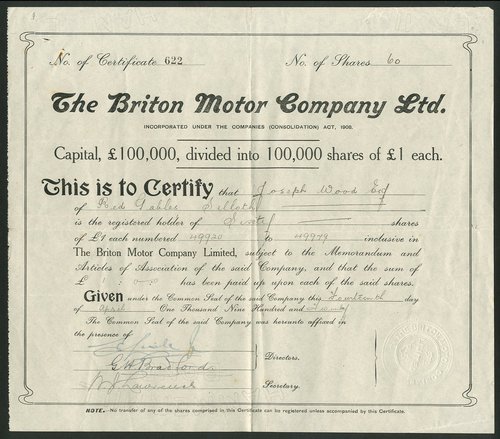 No. of Certificate 622 No. of Shares 60
The Briton Motor Company Ltd.
INCORPORATED UNDER THE COMPANIES (CONSOLIDATION) ACT, 1908.
Capital, £100,000, divided into 100,000 shares of £1 each.
This is to Certify that Joseph Wood Esq
of Red Gables Silloth
is the registered holder of Sixty shares
of £1 each numbered 49920 to 49979 inclusive in
The Briton Motor Company Limited, subject to the Memorandum and
Articles of Association of the said Company, and that the sum of
£ has been paid up upon each of the said shares.
Given under the Common Seal of the said Company this Fourteenth day
of April One Thousand Nine Hundred and
The Common Seal of the said Company was hereunto affixed in
the presence of
G H Bradford
Directors.
Secretary.
NOTE.—No transfer of any of the shares comprised in this Certificate can be registered unless accompanied by this Certificate.